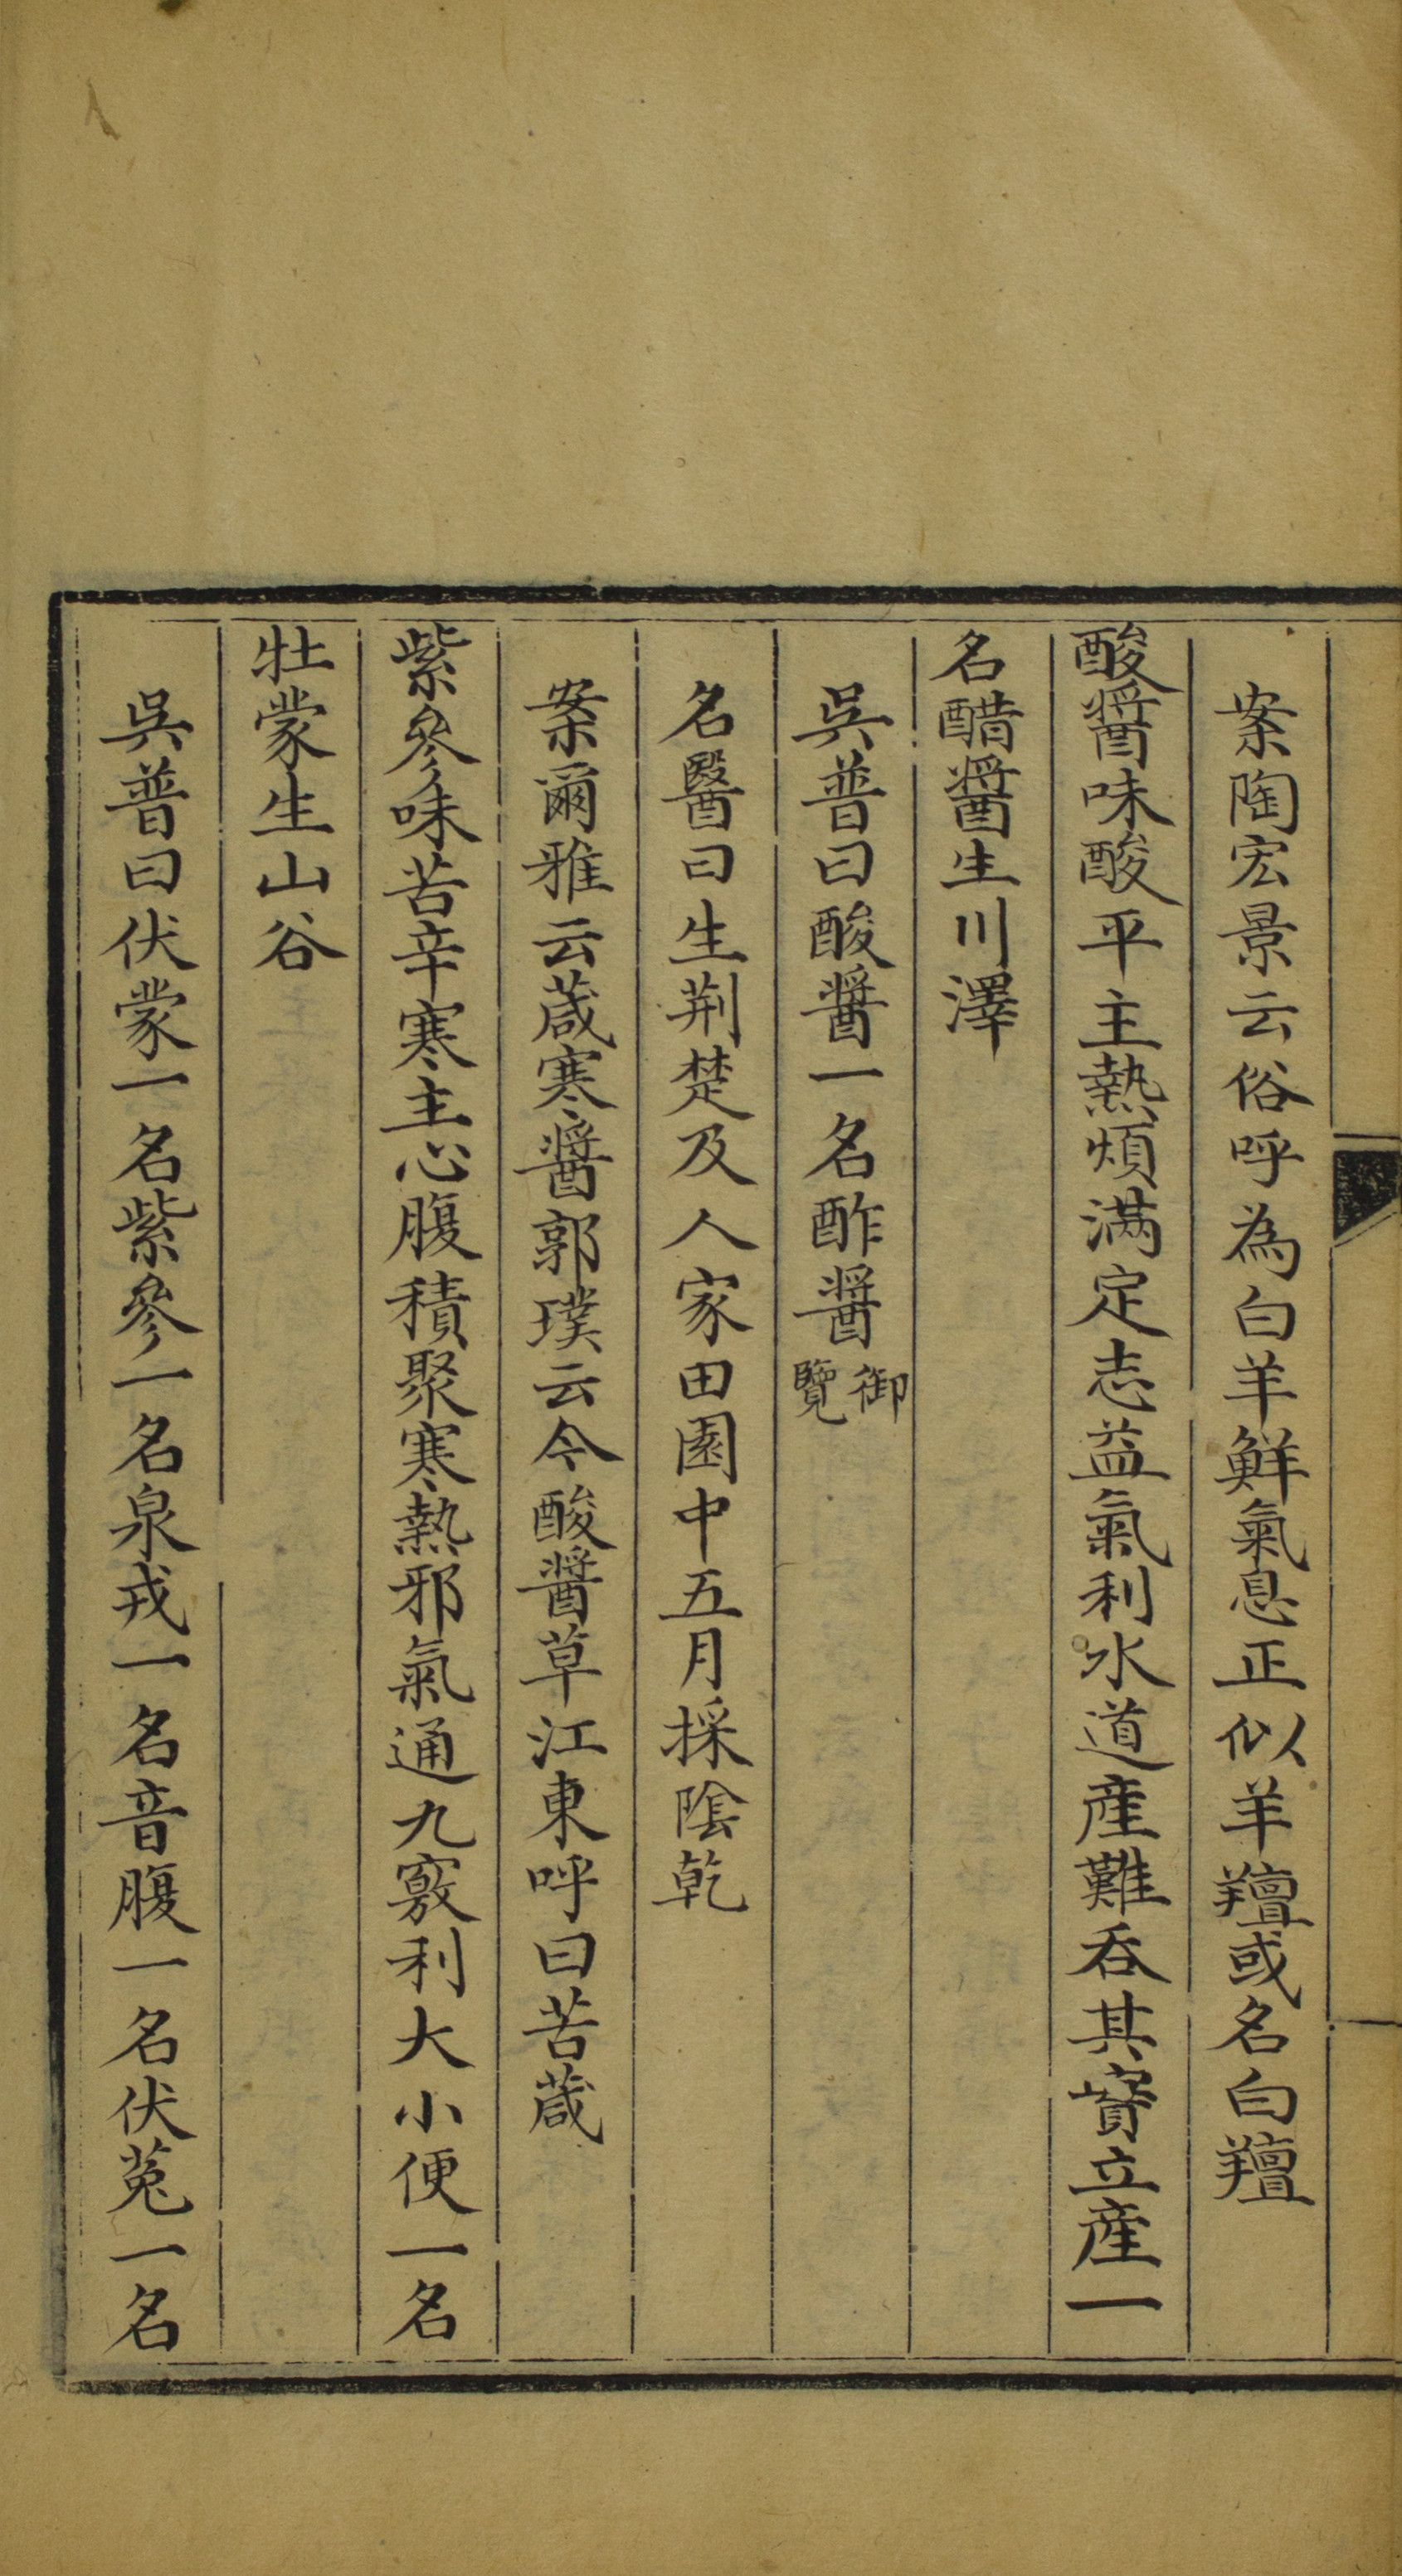 案陶宏景云俗呼為白羊鮮氣息正似羊羶或名白羶
酸醬味酸平主熱煩滿定志益氣利水道產難吞其實立產一
名醋醬生川澤
吳普曰酸醬一名酢醬御覽
名醫曰生荆楚及人家田園中五月採陰乾
案爾雅云葴寒醬郭璞云今酸醬草江東呼曰苦葴
紫參味苦辛寒主心腹積聚寒熱邪氣通九竅利大小便一名
牡蒙生山谷
吳普曰伏蒙一名紫參一名泉戎一名音腹一名伏菟一名